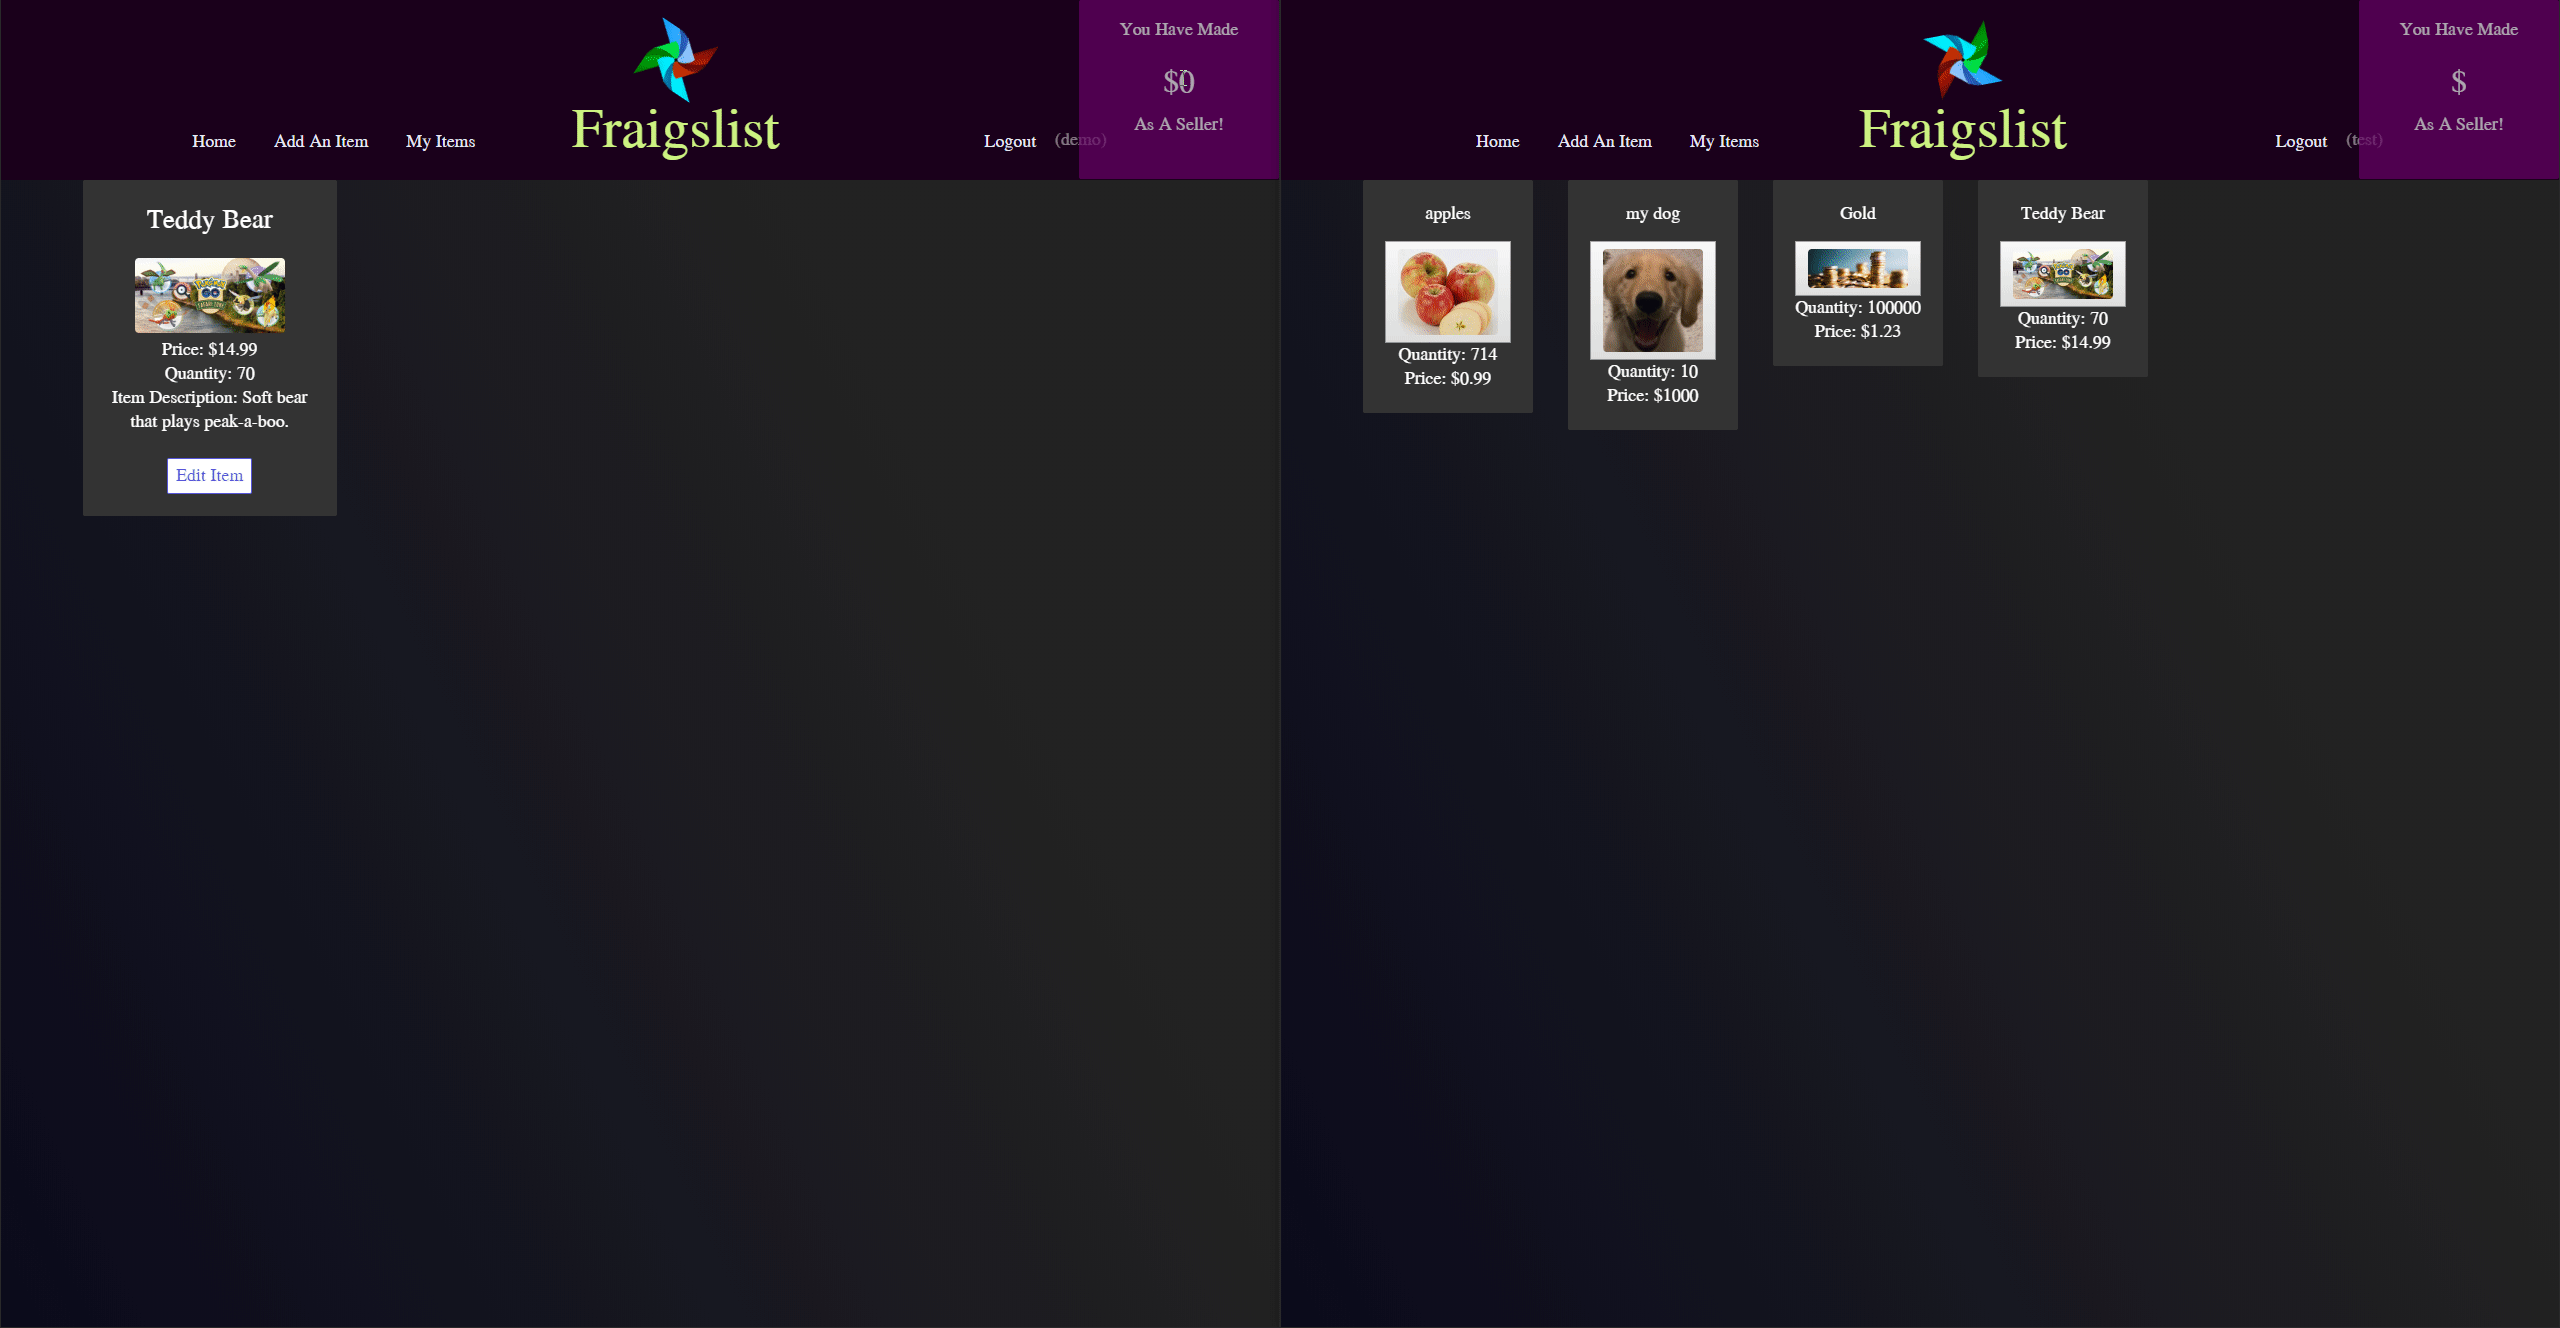 You Have Made
$0
As A Seller!
Home
Add An Item
My Items
Fraigslist
Logout
(demo)
Teddy Bear
Pokémon
GO
Price: $14.99
Quantity: 70
Item Description: Soft bear
that plays peak-a-boo.
Edit Item
You Have Made
$
As A Seller!
Home
Add An Item
My Items
Fraigslist
Logout
(test)
apples
Quantity: 714
Price: $0.99
my dog
Quantity: 10
Price: $1000
Gold
Quantity: 100000
Price: $1.23
Teddy Bear
GO
Quantity: 70
Price: $14.99